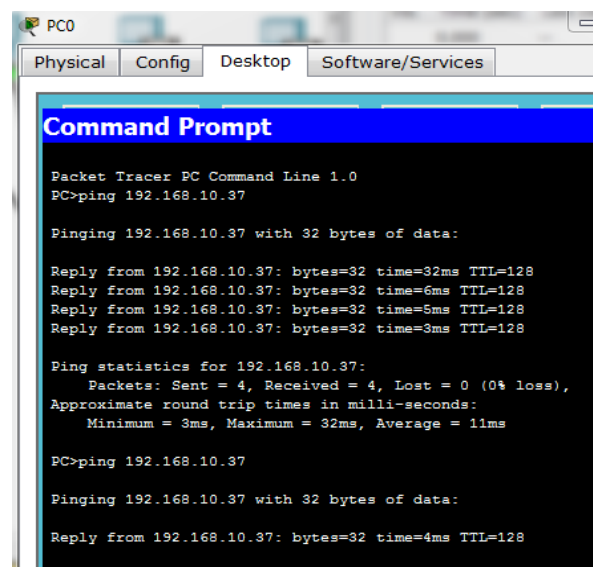 PC0
Physical Config Desktop Software/Services
Command Prompt
Packet Tracer PC Command Line 1.0
PC>ping 192.168.10.37
Pinging 192.168.10.37 with 32 bytes of data:
Reply from 192.168.10.37: bytes=32 time=32ms TTL=128
Reply from 192.168.10.37: bytes=32 time=6ms TTL=128
Reply from 192.168.10.37: bytes=32 time=5ms TTL=128
Reply from 192.168.10.37: bytes=32 time=3ms TTL=128
Ping statistics for 192.168.10.37:
Packets: Sent = 4, Received = 4, Lost = 0 (0% loss),
Approximate round trip times in milli-seconds:
Minimum = 3ms, Maximum = 32ms, Average = 11ms
PC>ping 192.168.10.37
Pinging 192.168.10.37 with 32 bytes of data:
Reply from 192.168.10.37: bytes=32 time=4ms TTL=128